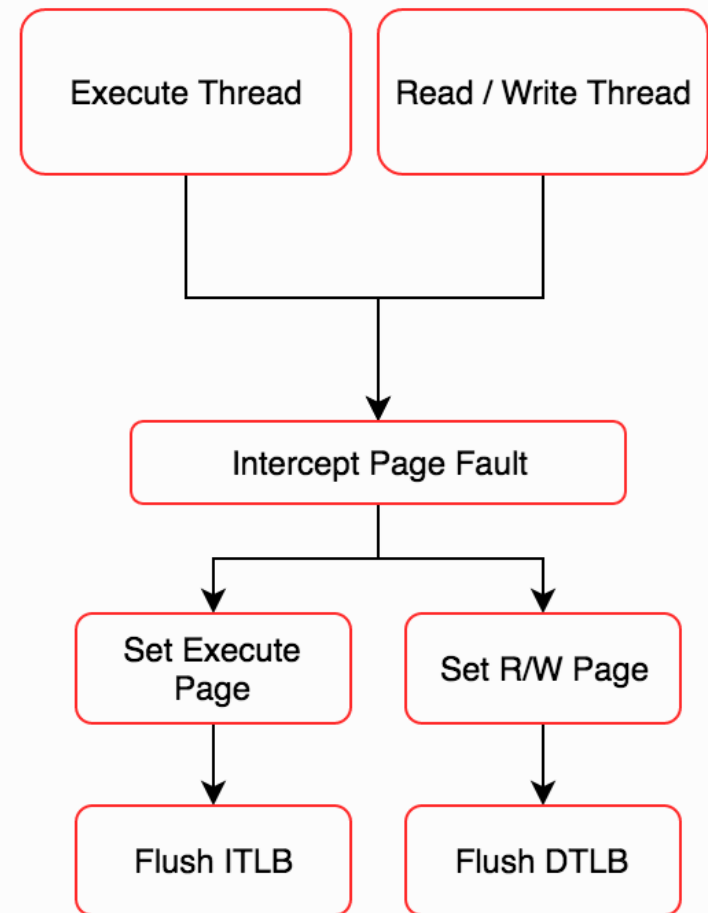 Execute Thread
Read / Write Thread
Intercept Page Fault
Set Execute
Page
Set R/W Page
Flush ITLB
Flush DTLB